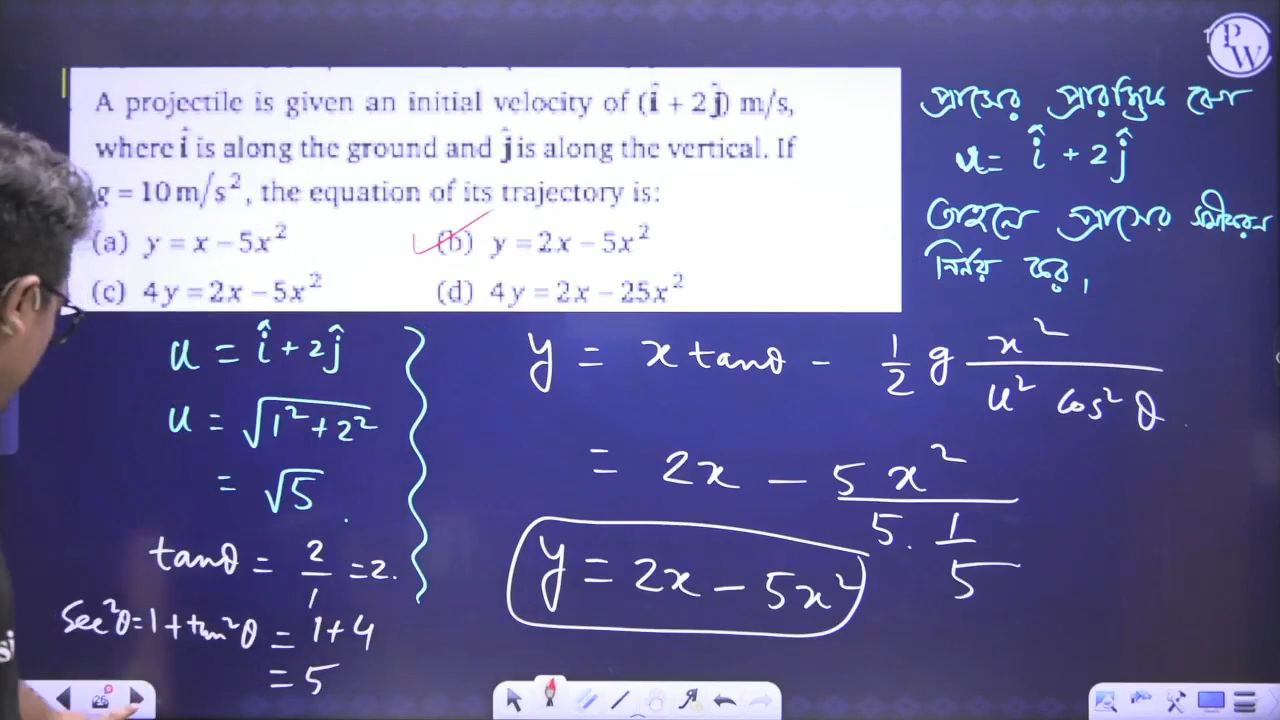 PW
A projectile is given an initial velocity of (î + 2ĵ) m/s,
where î is along the ground and ĵ is along the vertical. If
g = 10 m/s², the equation of its trajectory is:
(a) y = x − 5x²
(b) y = 2x − 5x²
(c) 4y = 2x − 5x²
(d) 4y = 2x − 25x²
প্রাসের প্রারম্ভিক বেগ
u = î + 2ĵ
তাহলে প্রাসের সমীকরণ
নির্ণয় কর।
u = î + 2ĵ
u = √(1² + 2²)
= √5
tanθ = 2/1 = 2.
sec²θ = 1 + tan²θ = 1 + 4
= 5
y = x tanθ − 1/2 g x²/(u² cos²θ)
= 2x − 5x²/(5 · 1/5)
y = 2x − 5x²
26